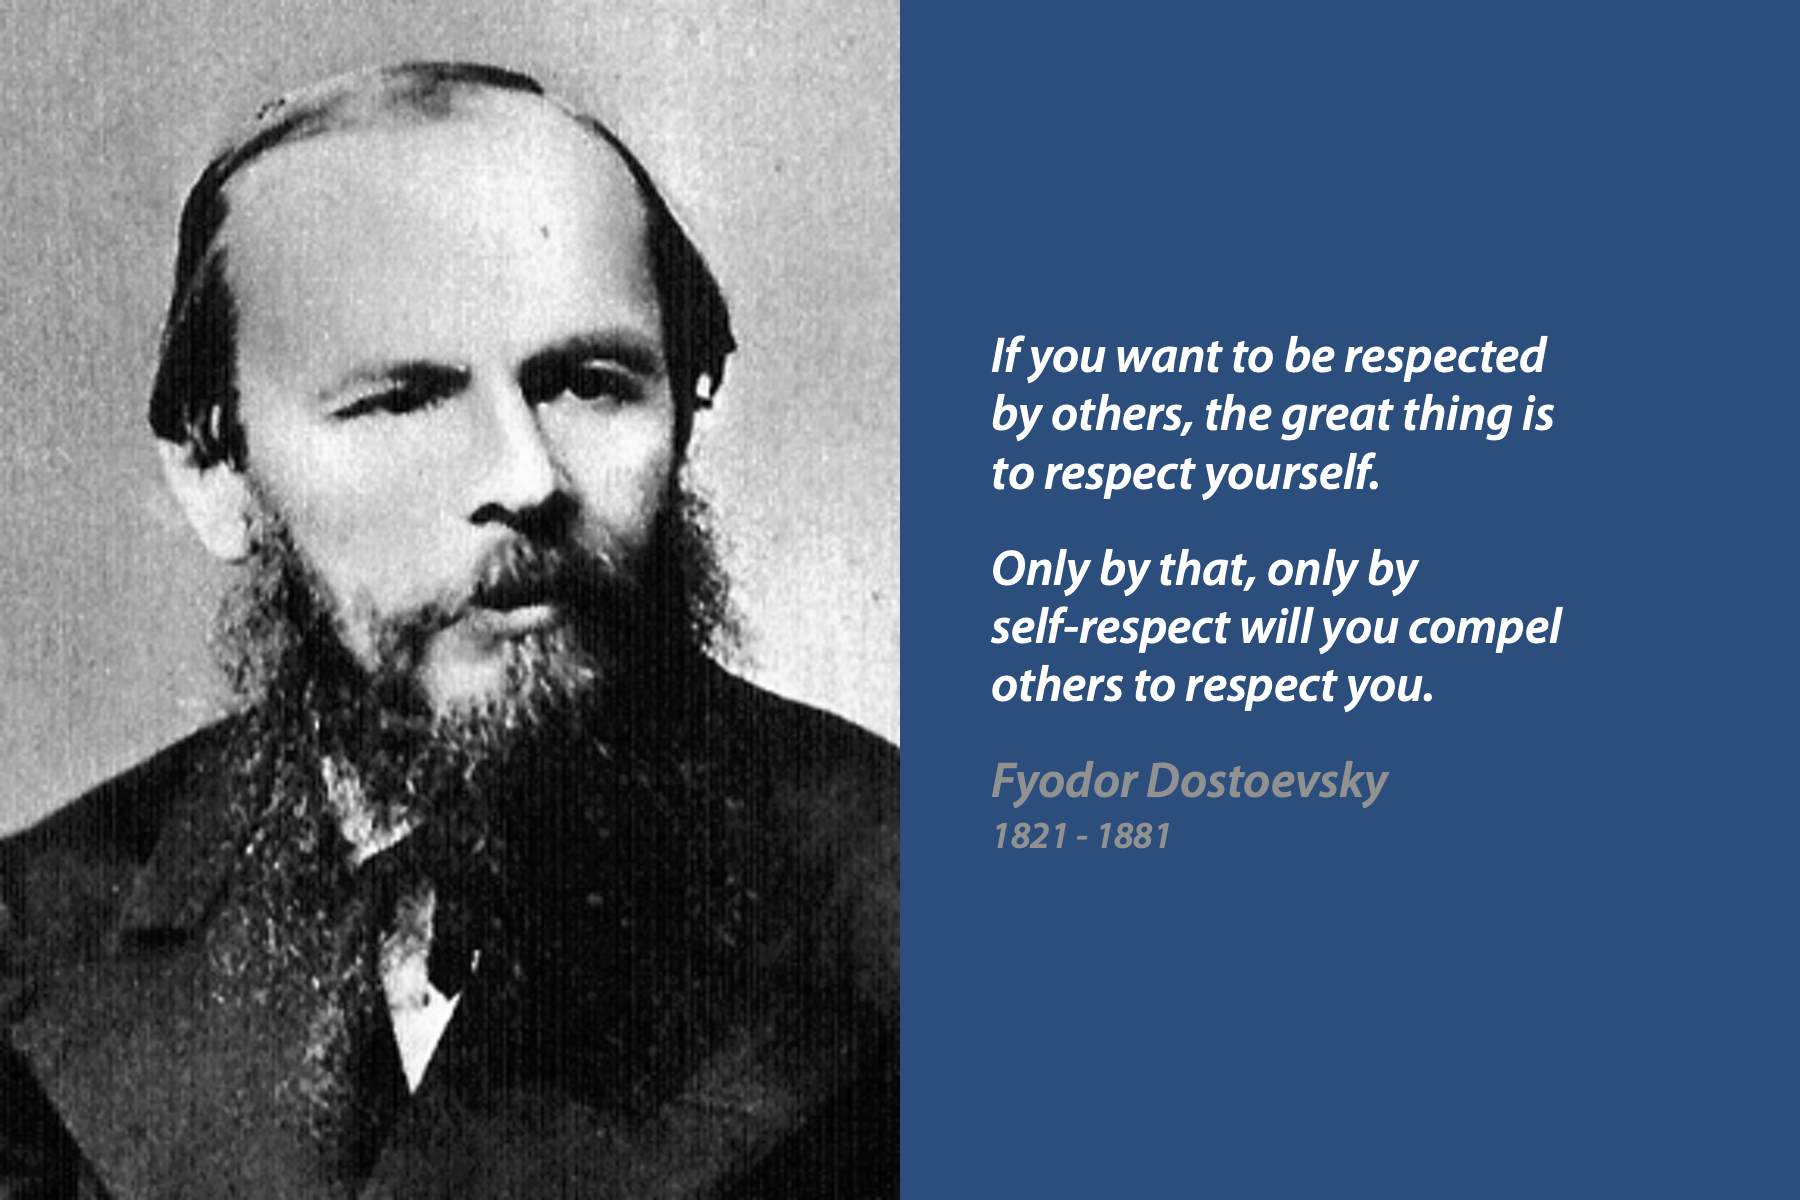 If you want to be respected
by others, the great thing is
to respect yourself.
Only by that, only by
self-respect will you compel
others to respect you.
Fyodor Dostoevsky
1821 - 1881